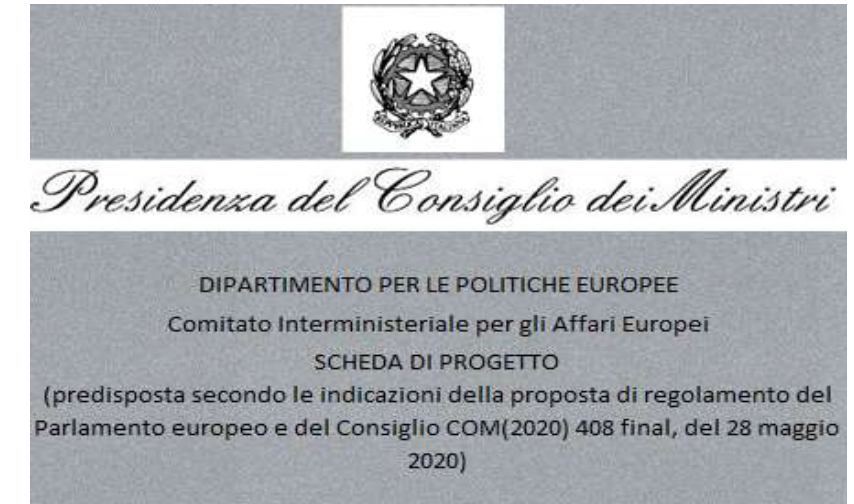 REPVBBLICA ITALIANA
Presidenza del Consiglio dei Ministri
DIPARTIMENTO PER LE POLITICHE EUROPEE
Comitato Interministeriale per gli Affari Europei
SCHEDA DI PROGETTO
(predisposta secondo le indicazioni della proposta di regolamento del
Parlamento europeo e del Consiglio COM(2020) 408 final, del 28 maggio
2020)